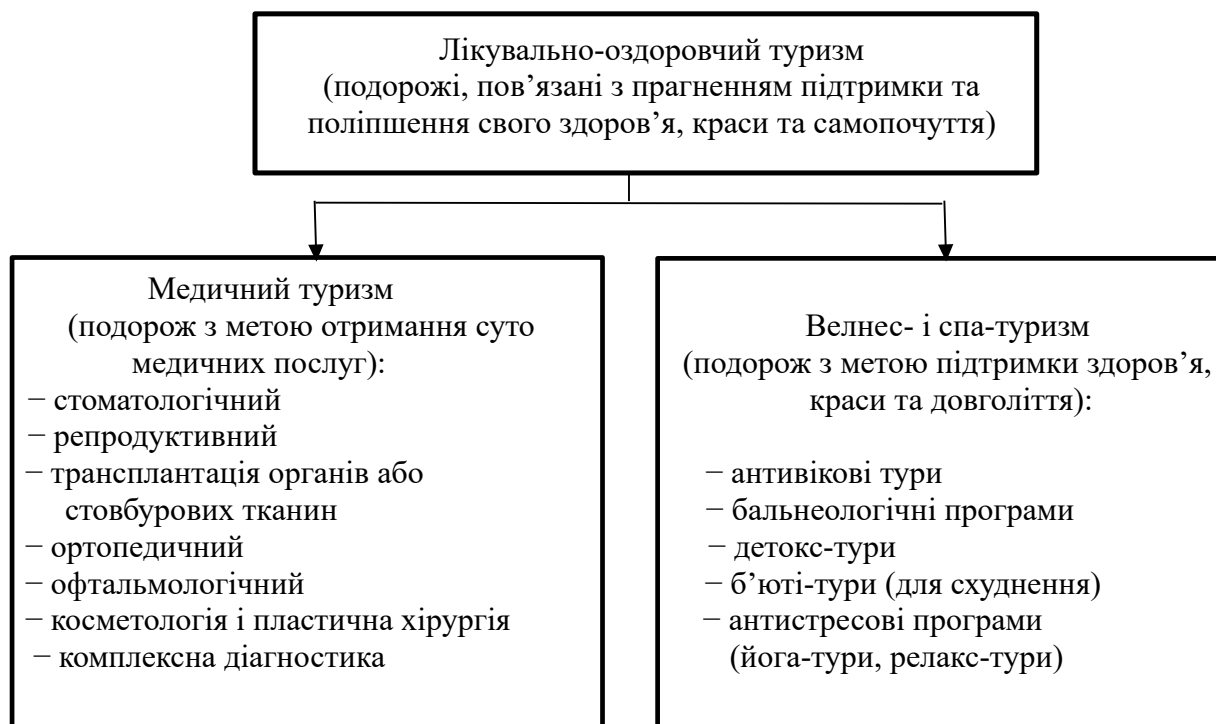 Лікувально-оздоровчий туризм
(подорожі, пов’язані з прагненням підтримки та
поліпшення свого здоров’я, краси та самопочуття)
Медичний туризм
(подорож з метою отримання суто
медичних послуг):
− стоматологічний
− репродуктивний
− трансплантація органів або
стовбурових тканин
− ортопедичний
− офтальмологічний
− косметологія і пластична хірургія
− комплексна діагностика
Велнес- і спа-туризм
(подорож з метою підтримки здоров’я,
краси та довголіття):
− антивікові тури
− бальнеологічні програми
− детокс-тури
− б’юті-тури (для схуднення)
− антистресові програми
(йога-тури, релакс-тури)